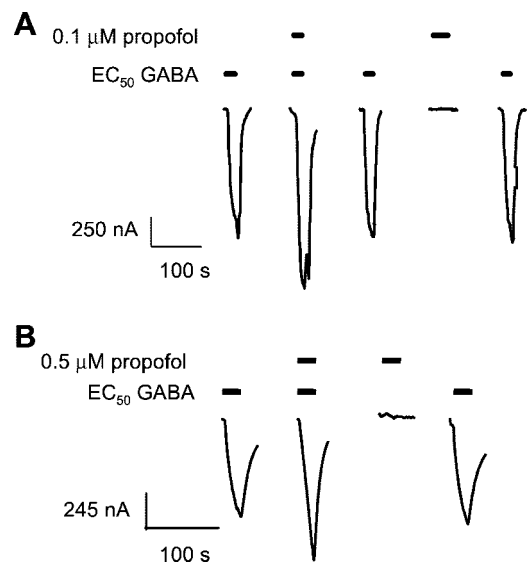 A
0.1 μM propofol
EC₅₀ GABA
250 nA
100 s
B
0.5 μM propofol
EC₅₀ GABA
245 nA
100 s